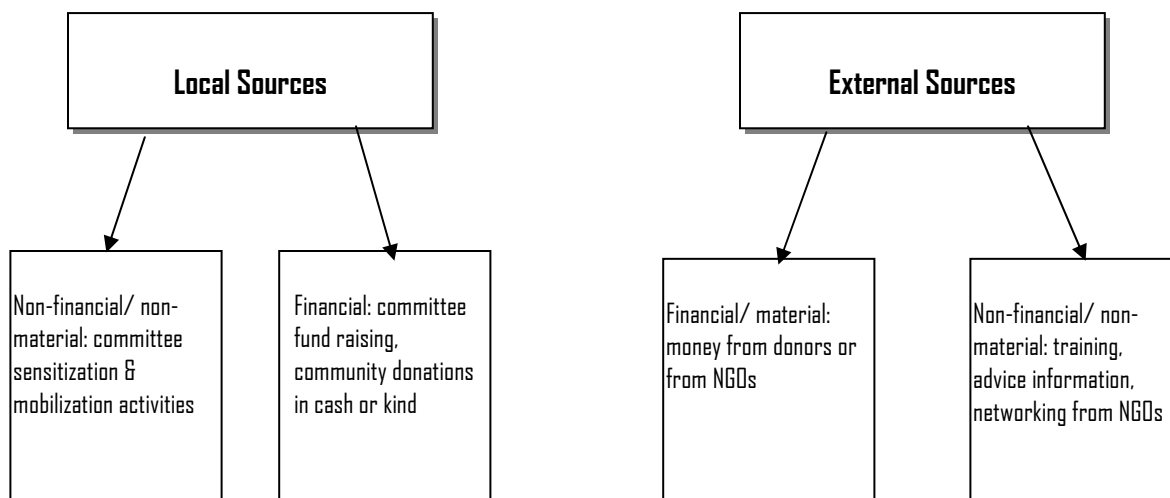 Local Sources
External Sources
Non-financial/ non-
material: committee
sensitization &
mobilization activities
Financial: committee
fund raising,
community donations
in cash or kind
Financial/ material:
money from donors or
from NGOs
Non-financial/ non-
material: training,
advice information,
networking from NGOs